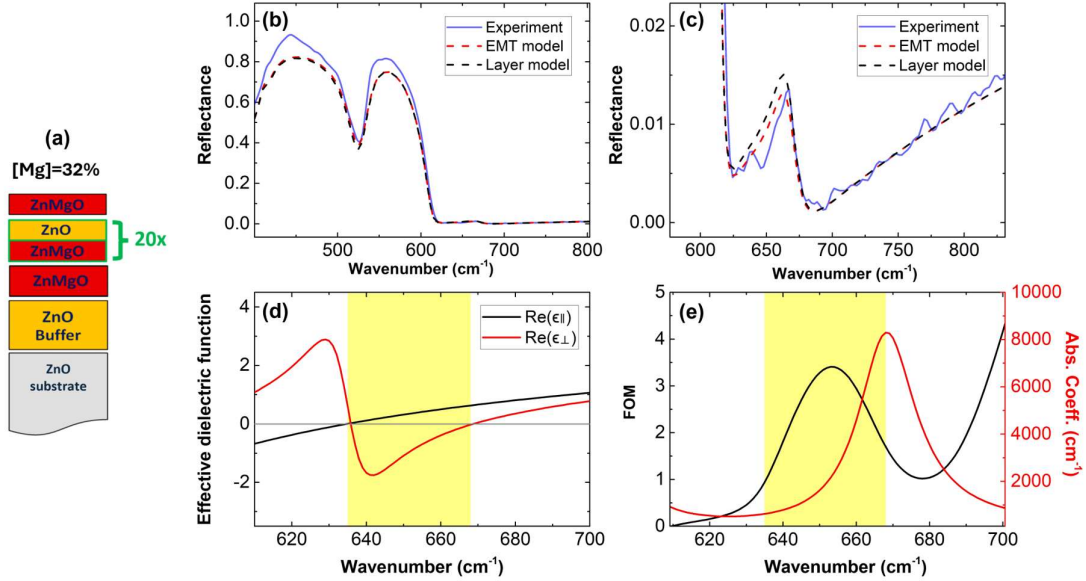 (a)
[Mg]=32%
ZnMgO
ZnO
ZnMgO
20x
ZnMgO
ZnO
Buffer
ZnO
substrate
(b)
Experiment
EMT model
Layer model
Reflectance
1.0
0.8
0.6
0.4
0.2
0.0
500
600
700
800
Wavenumber (cm⁻¹)
(c)
Experiment
EMT model
Layer model
Reflectance
0.02
0.01
0.00
600
650
700
750
800
Wavenumber (cm⁻¹)
(d)
Re(ϵ∥)
Re(ϵ⊥)
Effective dielectric function
4
2
0
-2
620
640
660
680
700
Wavenumber (cm⁻¹)
(e)
FOM
5
4
3
2
1
0
620
640
660
680
700
Wavenumber (cm⁻¹)
10000
8000
6000
4000
2000
Abs. Coeff. (cm⁻¹)